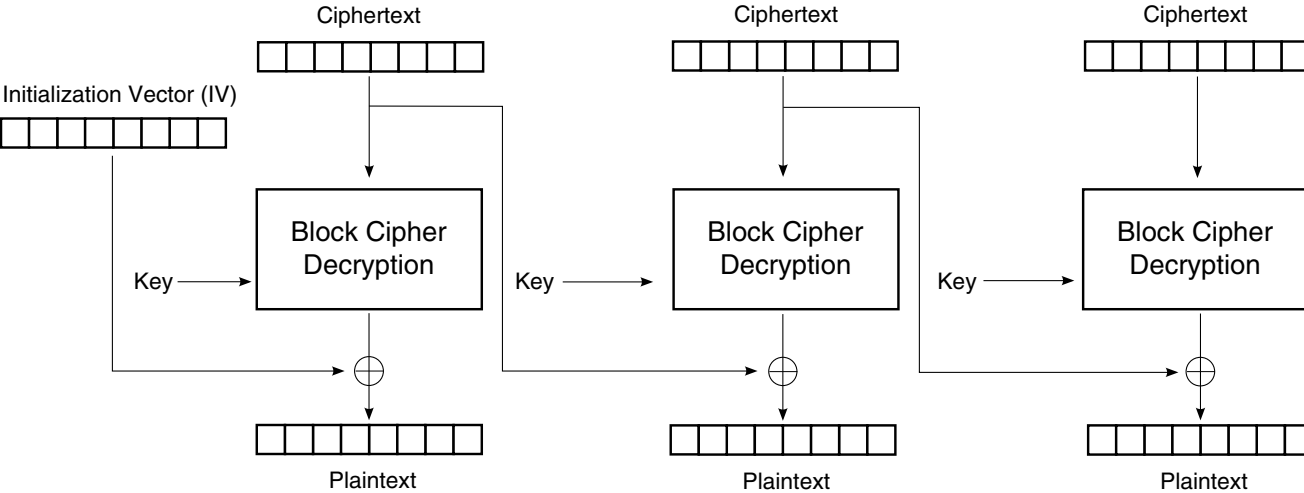 Ciphertext
Ciphertext
Ciphertext
Initialization Vector (IV)
Block Cipher
Decryption
Block Cipher
Decryption
Block Cipher
Decryption
Key
Key
Key
Plaintext
Plaintext
Plaintext